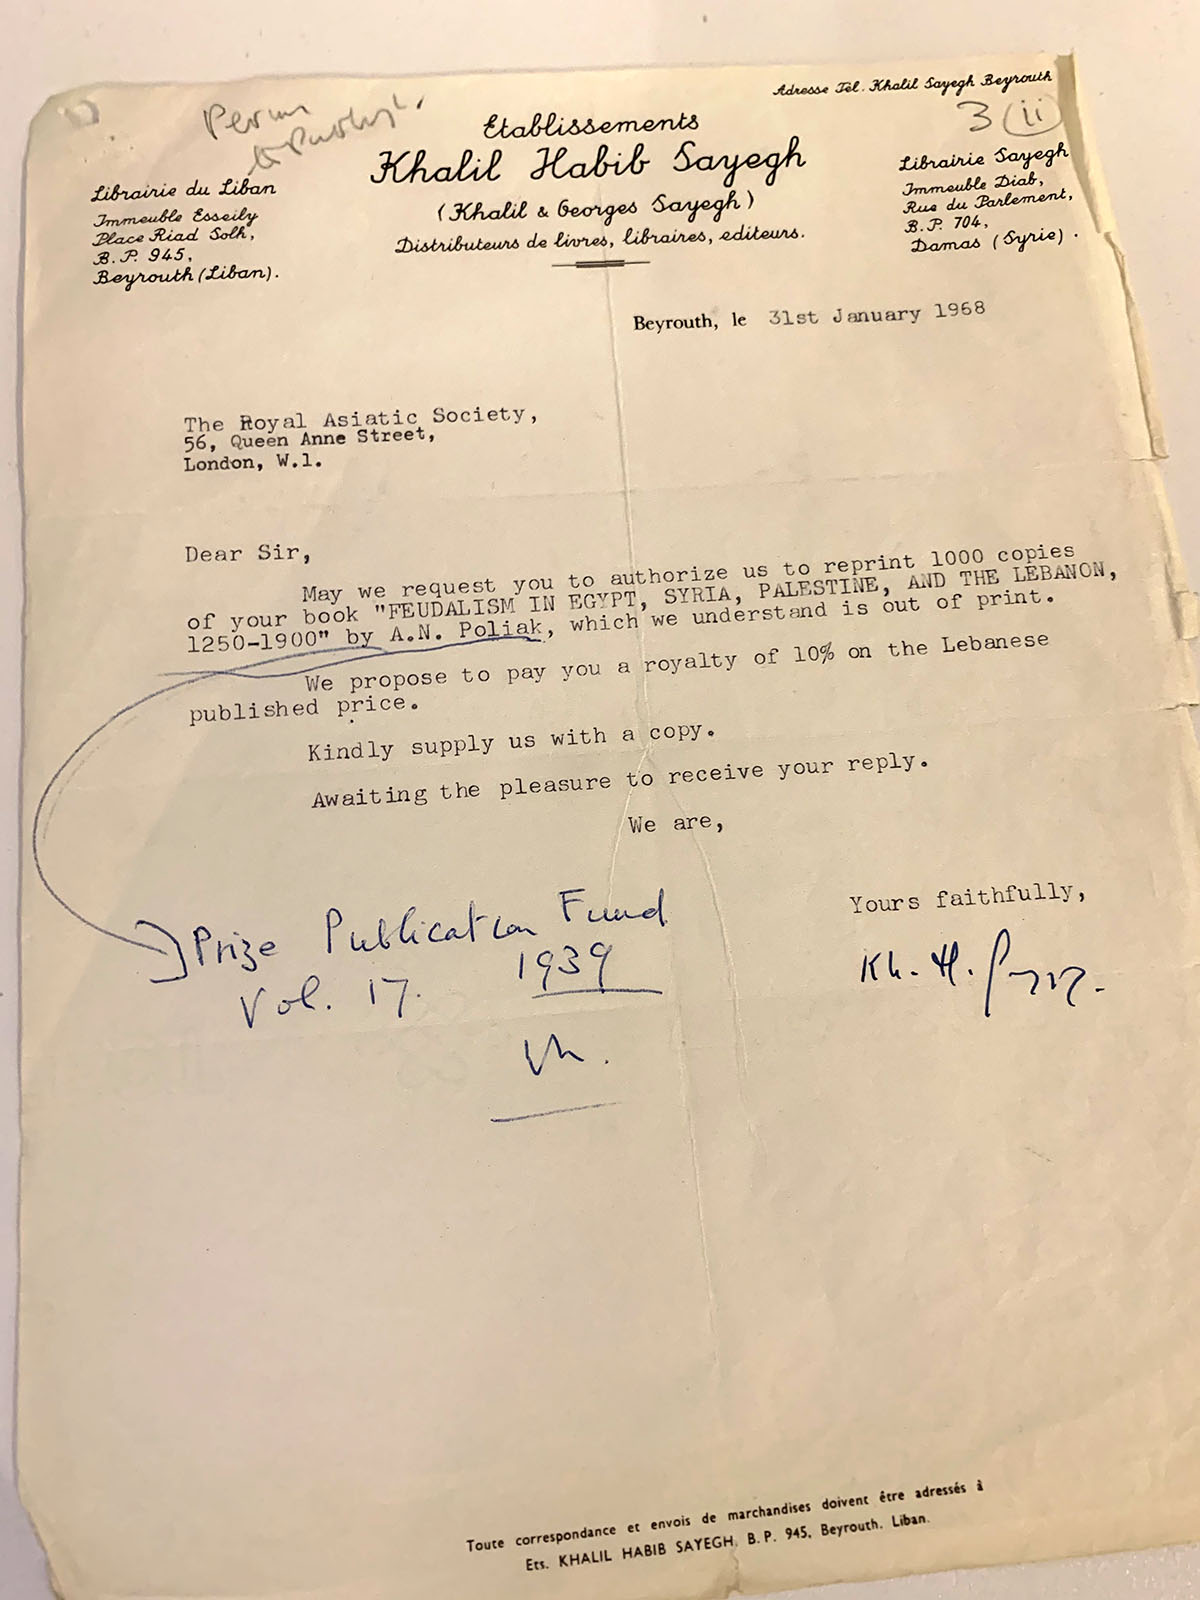 Adresse Tél. Khalil Sayegh Beyrouth
3 (ii)
Etablissements
Khalil Habib Sayegh
(Khalil & Georges Sayegh)
Distributeurs de livres, libraires, editeurs.
Librairie du Liban
Immeuble Esseily
Place Riad Solh,
B.P. 945,
Beyrouth (Liban).
Librairie Sayegh
Immeuble Diab,
Rue du Parlement,
B.P. 704,
Damas (Syrie).
Beyrouth, le 31st January 1968
The Royal Asiatic Society,
56, Queen Anne Street,
London, W.1.
Dear Sir,
May we request you to authorize us to reprint 1000 copies
of your book "FEUDALISM IN EGYPT, SYRIA, PALESTINE, AND THE LEBANON,
1250-1900" by A.N. Poliak, which we understand is out of print.
We propose to pay you a royalty of 10% on the Lebanese
published price.
Kindly supply us with a copy.
Awaiting the pleasure to receive your reply.
We are,
Yours faithfully,
Kh. H.
Prize Publication Fund
Vol. 17. 1939
Toute correspondance et envois de marchandises doivent être adressés à
Ets. KHALIL HABIB SAYEGH, B.P. 945, Beyrouth. Liban.